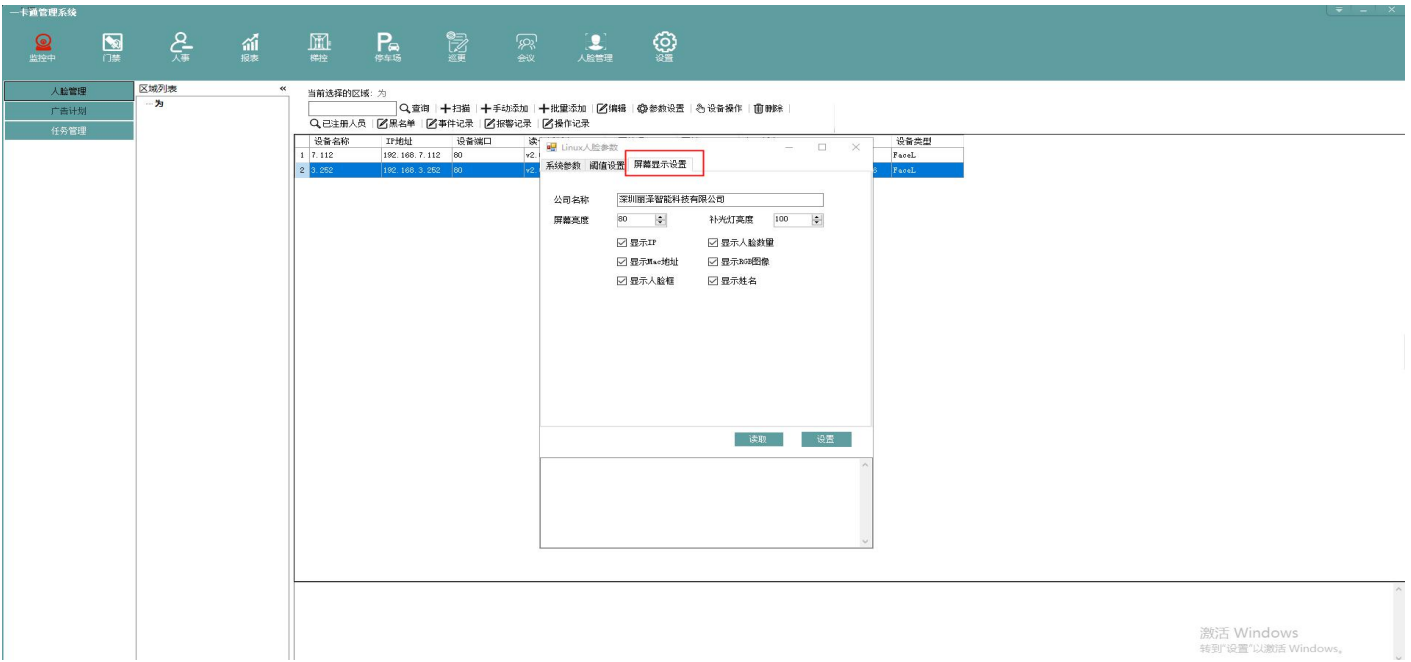 一卡通管理系统
监控中 门禁 人事 报表 梯控 停车场 巡更 会议 人脸管理 设置
人脸管理
广告计划
任务管理
区域列表 «
为
当前选择的区域: 为
查询 扫描 手动添加 批量添加 编辑 参数设置 设备操作 删除
已注册人员 黑名单 事件记录 报警记录 操作记录
设备名称 IP地址 设备端口 设备类型
1 7.112 192.168.7.112 80 FaceL
2 3.252 192.168.3.252 80 FaceL
Linux人脸参数
系统参数 阈值设置 屏幕显示设置
公司名称 深圳丽泽智能科技有限公司
屏幕亮度 80 补光灯亮度 100
显示IP 显示人脸数量
显示Mac地址 显示RGB图像
显示人脸框 显示姓名
读取 设置
激活 Windows
转到"设置"以激活 Windows。